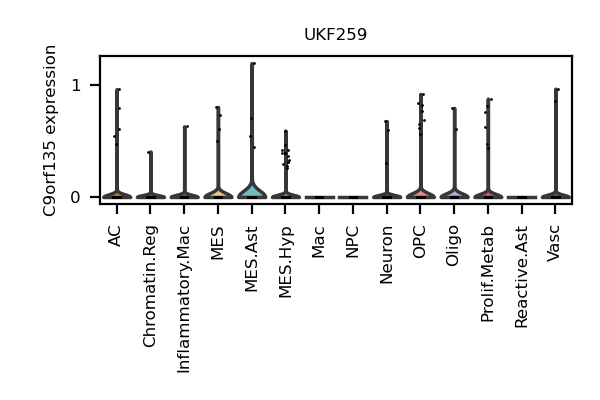 UKF259
C9orf135 expression
1
0
AC
Chromatin.Reg
Inflammatory.Mac
MES
MES.Ast
MES.Hyp
Mac
NPC
Neuron
OPC
Oligo
Prolif.Metab
Reactive.Ast
Vasc